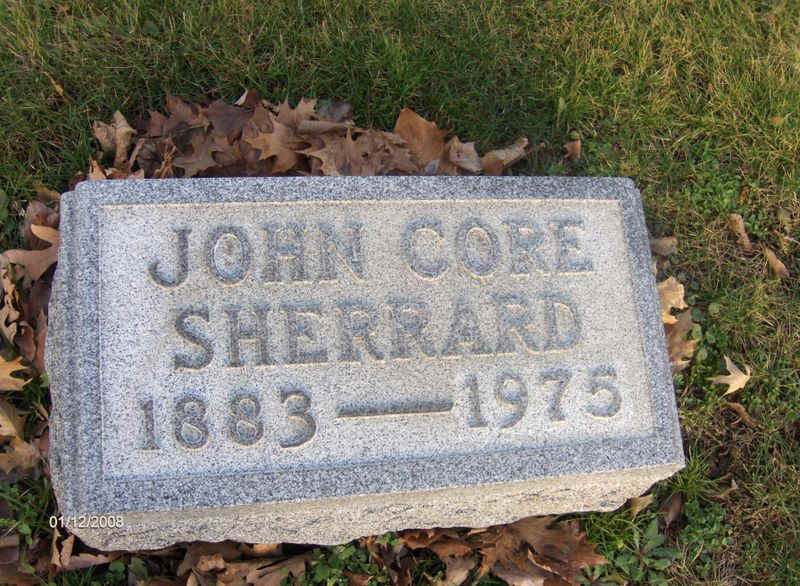 JOHN CORE
SHERRARD
1883 — 1975
01/12/2008